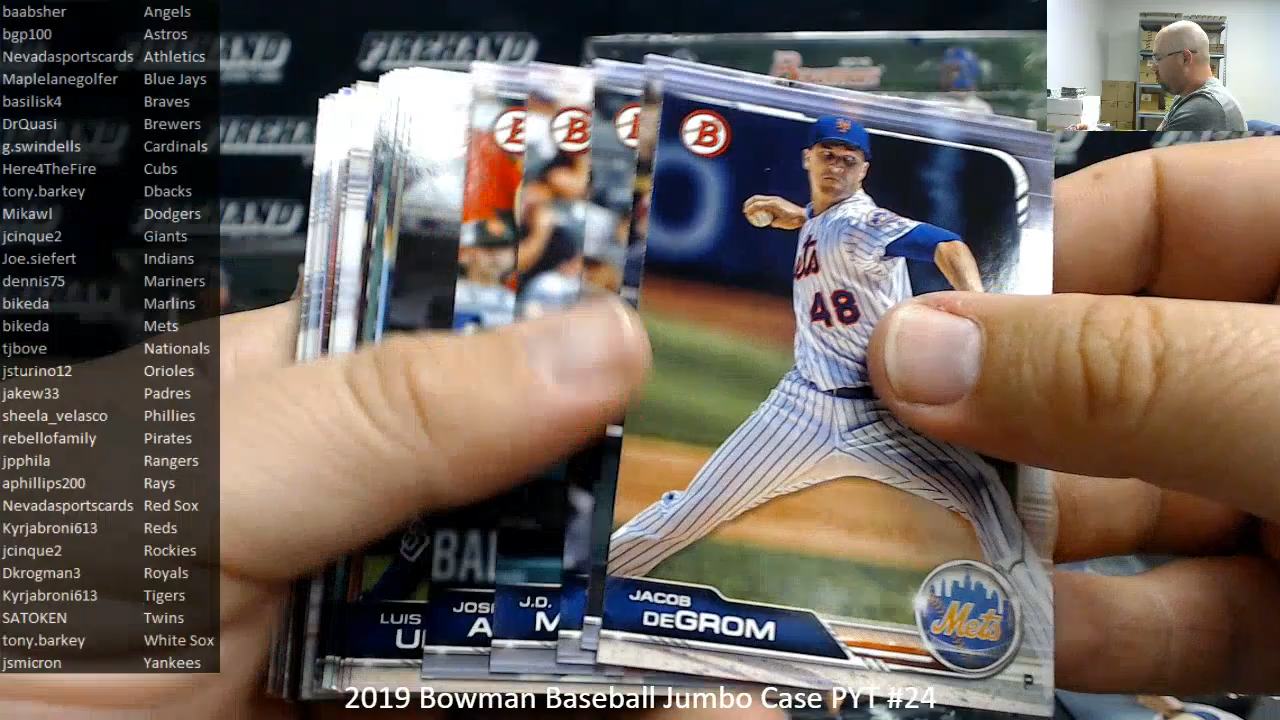 baabsher Angels
bgp100 Astros
Nevadasportscards Athletics
Maplelanegolfer Blue Jays
basilisk4 Braves
DrQuasi Brewers
g.swindells Cardinals
Here4TheFire Cubs
tony.barkey Dbacks
Mikawl Dodgers
jcinque2 Giants
Joe.siefert Indians
dennis75 Mariners
bikeda Marlins
bikeda Mets
tjbove Nationals
jsturino12 Orioles
jakew33 Padres
sheela_velasco Phillies
rebellofamily Pirates
jpphila Rangers
aphillips200 Rays
Nevadasportscards Red Sox
Kyrjabroni613 Reds
jcinque2 Rockies
Dkrogman3 Royals
Kyrjabroni613 Tigers
SATOKEN Twins
tony.barkey White Sox
jsmicron Yankees
B
B
48
BAL
LUIS
U
JOS
A
J.D.
M
JACOB
DEGROM
Mets
P
2019 Bowman Baseball Jumbo Case PYT #24